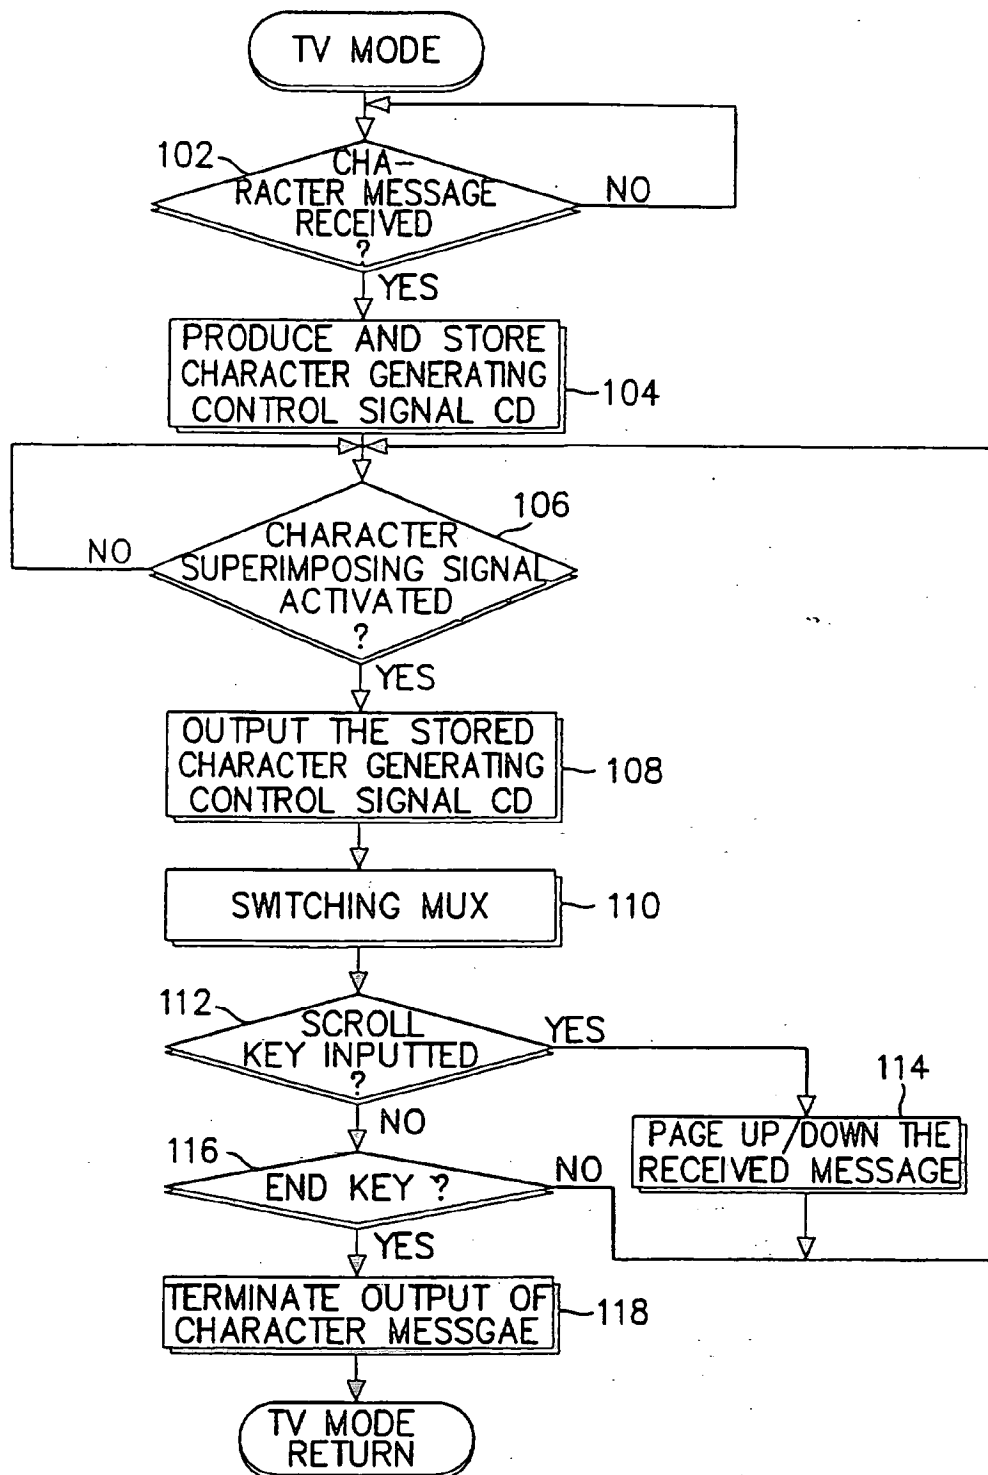 TV MODE
102
CHA-
RACTER MESSAGE
RECEIVED
?
NO
YES
PRODUCE AND STORE
CHARACTER GENERATING
CONTROL SIGNAL CD
104
106
CHARACTER
SUPERIMPOSING SIGNAL
ACTIVATED
?
NO
YES
OUTPUT THE STORED
CHARACTER GENERATING
CONTROL SIGNAL CD
108
SWITCHING MUX
110
112
SCROLL
KEY INPUTTED
?
YES
NO
114
PAGE UP/DOWN THE
RECEIVED MESSAGE
116
END KEY ?
NO
YES
TERMINATE OUTPUT OF
CHARACTER MESSGAE
118
TV MODE
RETURN